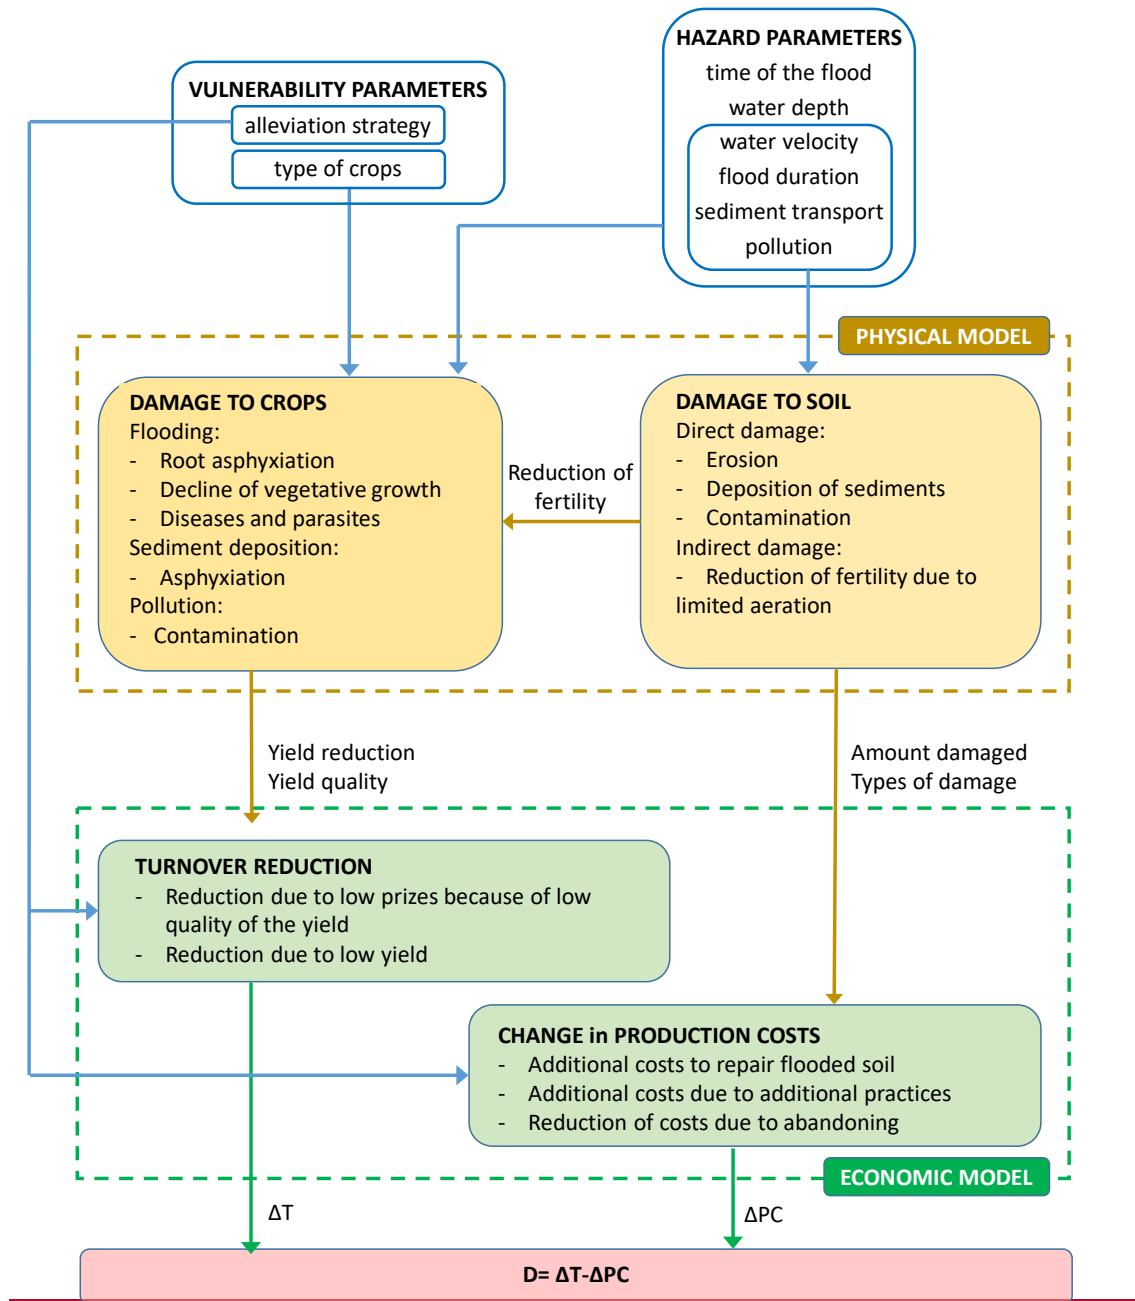 HAZARD PARAMETERS
time of the flood
water depth
water velocity
flood duration
sediment transport
pollution
VULNERABILITY PARAMETERS
alleviation strategy
type of crops
PHYSICAL MODEL
DAMAGE TO CROPS
Flooding:
- Root asphyxiation
- Decline of vegetative growth
- Diseases and parasites
Sediment deposition:
- Asphyxiation
Pollution:
- Contamination
Reduction of
fertility
DAMAGE TO SOIL
Direct damage:
- Erosion
- Deposition of sediments
- Contamination
Indirect damage:
- Reduction of fertility due to
limited aeration
Yield reduction
Yield quality
Amount damaged
Types of damage
TURNOVER REDUCTION
- Reduction due to low prizes because of low
quality of the yield
- Reduction due to low yield
CHANGE in PRODUCTION COSTS
- Additional costs to repair flooded soil
- Additional costs due to additional practices
- Reduction of costs due to abandoning
ECONOMIC MODEL
ΔT
ΔPC
D= ΔT-ΔPC